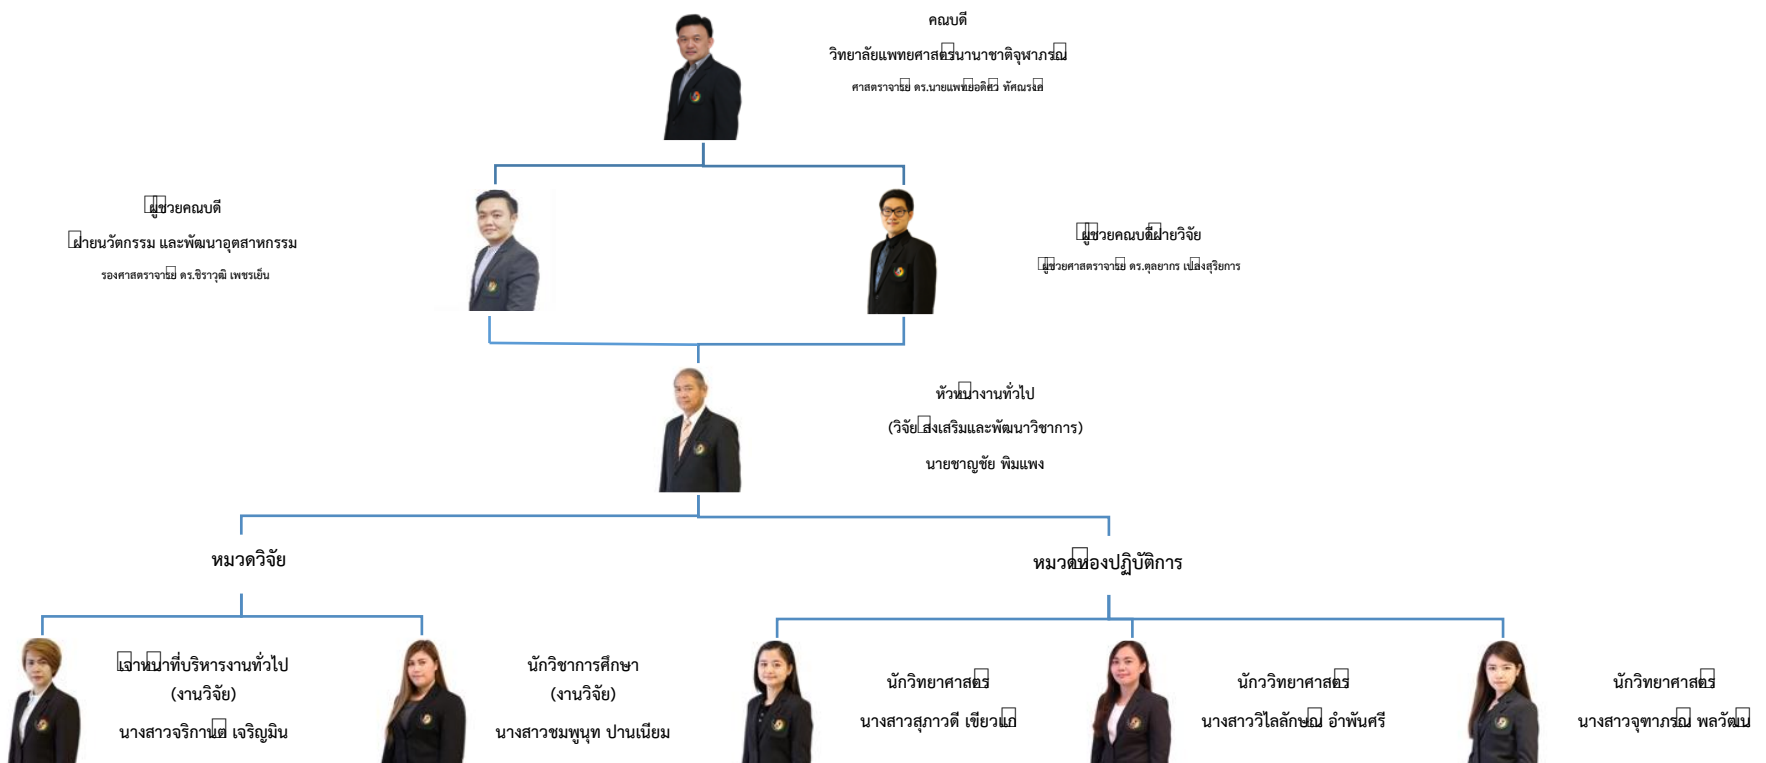 คณบดี
วิทยาลัยแพทยศาสตร์นานาชาติจุฬาภรณ์
ศาสตราจารย์ ดร.นายแพทย์อดิศว์ ทัศณรงค์
ผู้ช่วยคณบดี
ฝ่ายนวัตกรรม และพัฒนาอุตสาหกรรม
รองศาสตราจารย์ ดร.ชิราวุฒิ เพชรเย็น
ผู้ช่วยคณบดีฝ่ายวิจัย
ผู้ช่วยศาสตราจารย์ ดร.ตุลยากร เปล่งสุริยการ
หัวหน้างานทั่วไป
(วิจัย ส่งเสริมและพัฒนาวิชาการ)
นายชาญชัย พิมแพง
หมวดวิจัย
หมวดห้องปฏิบัติการ
เจ้าหน้าที่บริหารงานทั่วไป
(งานวิจัย)
นางสาวจริกานต์ เจริญมิน
นักวิชาการศึกษา
(งานวิจัย)
นางสาวชมพูนุท ปานเนียม
นักวิทยาศาสตร์
นางสาวสุภาวดี เขียวแก่
นักววิทยาศาสตร์
นางสาววิไลลักษณ์ อำพันศรี
นักวิทยาศาสตร์
นางสาวจุฑาภรณ์ พลวัฒน์